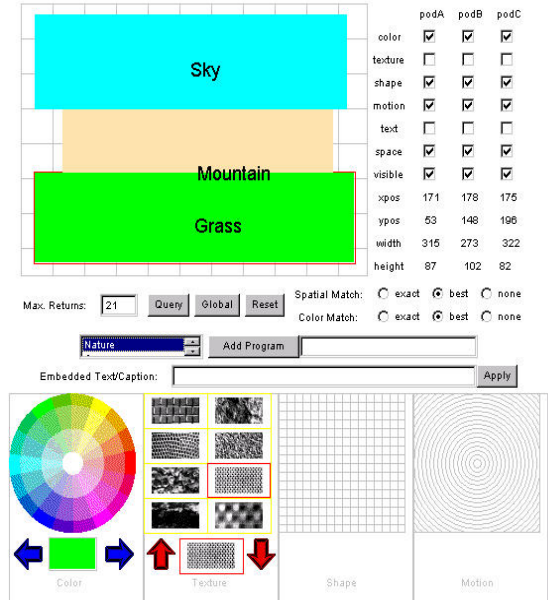 podA podB podC
color
texture
shape
motion
text
space
visible
xpos 171 178 175
ypos 53 148 196
width 315 273 322
height 87 102 82
Sky
Mountain
Grass
Max. Returns: 21 Query Global Reset
Spatial Match: exact best none
Color Match: exact best none
Nature
Add Program
Embedded Text/Caption: Apply
Color Texture Shape Motion